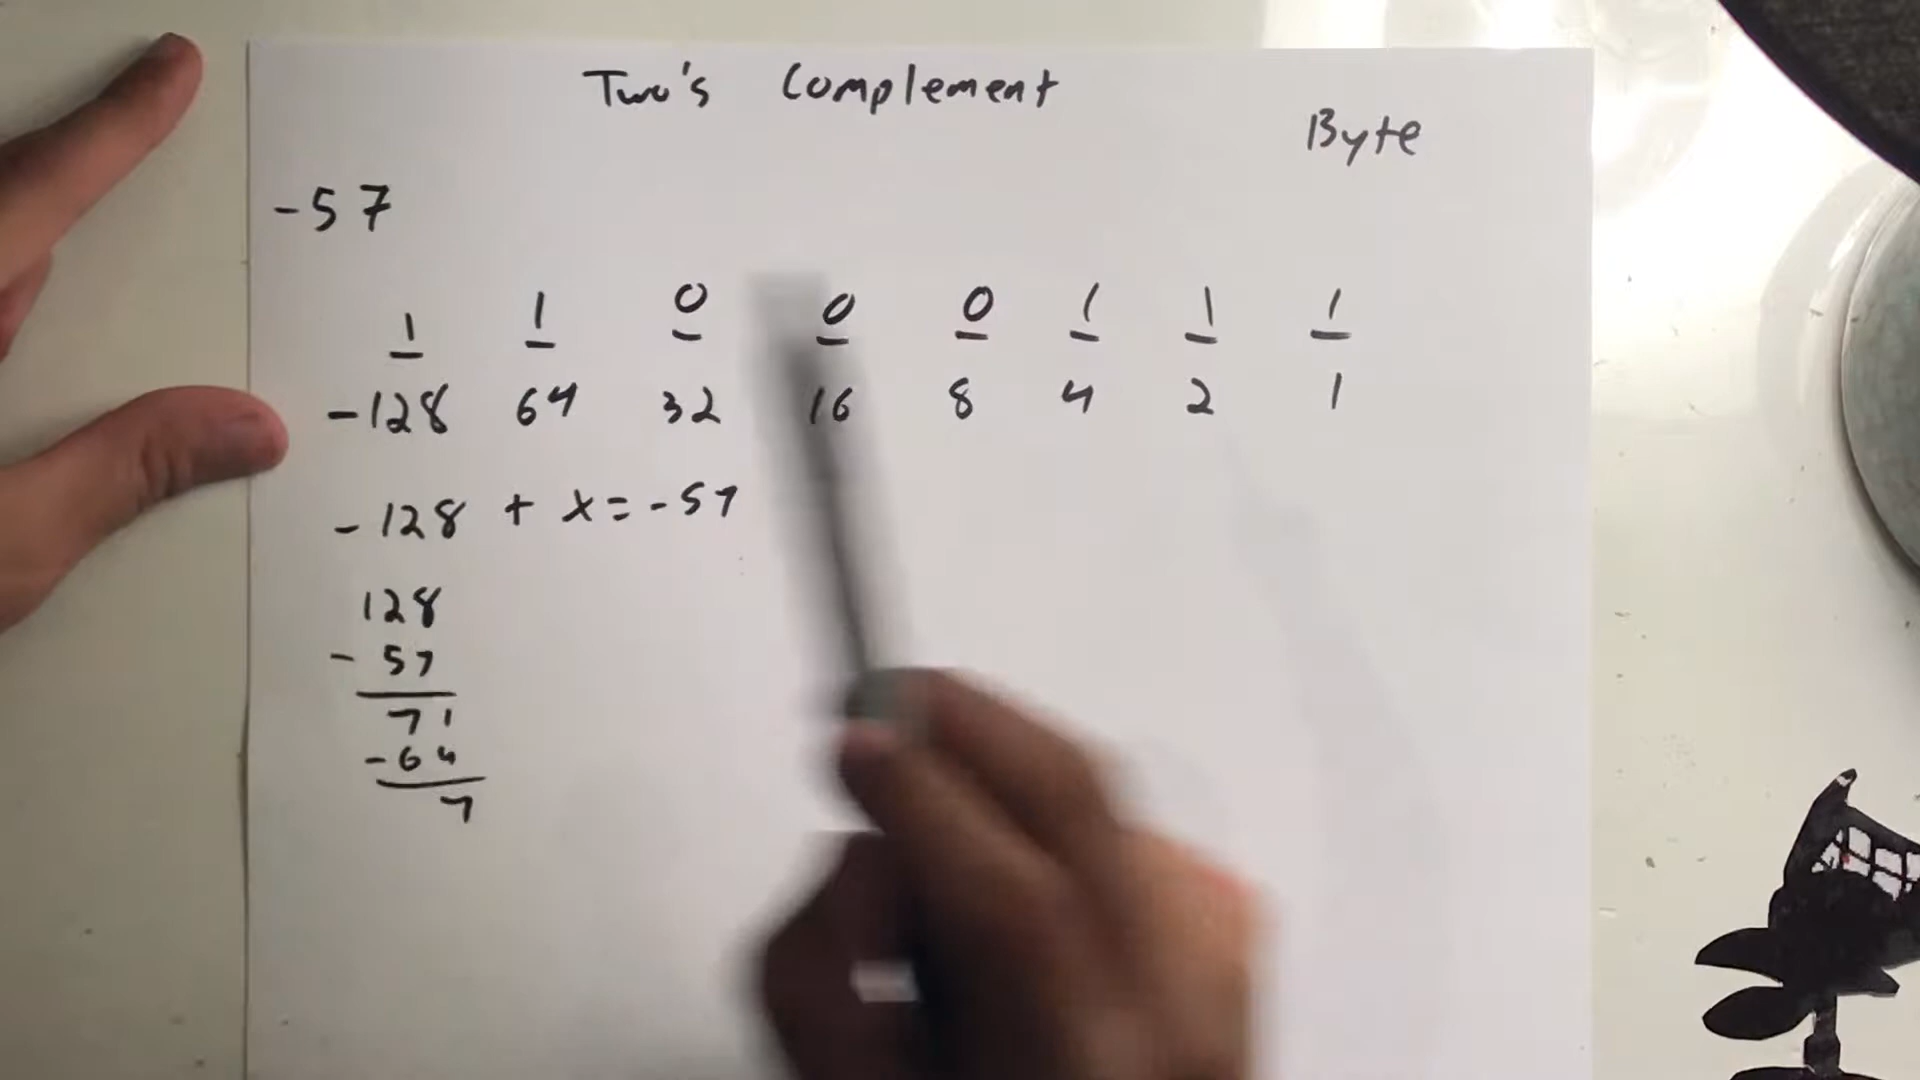 Two's Complement
Byte
-57
1 1 0 0 0 1 1 1
-128 64 32 16 8 4 2 1
-128 + x = -57
128
- 57
71
-64
7